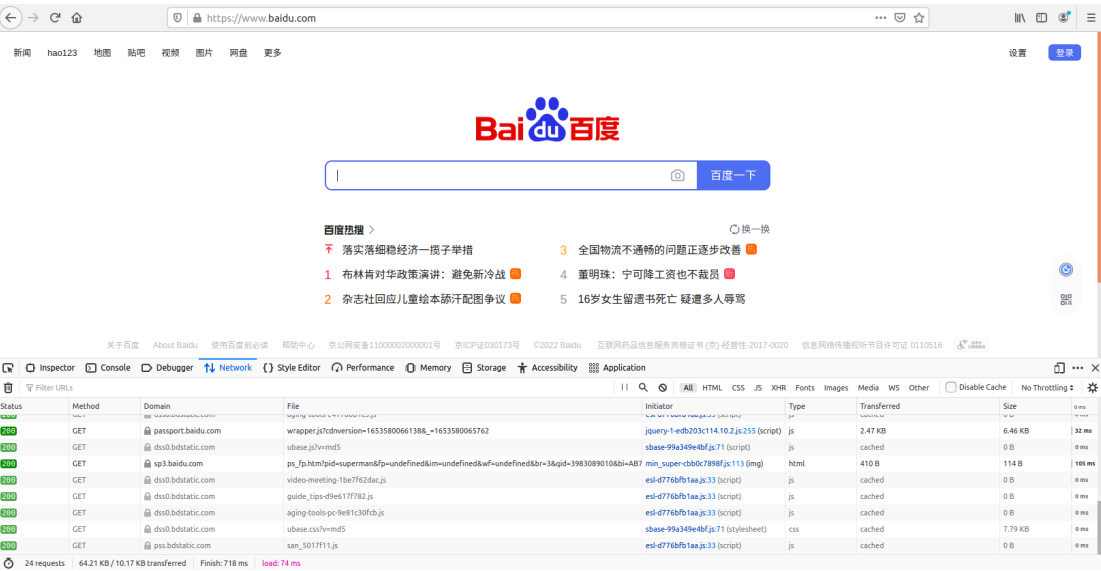 https://www.baidu.com
新闻 hao123 地图 贴吧 视频 图片 网盘 更多 设置 登录
Bai du 百度
百度一下
百度热搜 换一换
落实落细稳经济一揽子举措
1 布林肯对华政策演讲：避免新冷战
2 杂志社回应儿童绘本舔汗配图争议
3 全国物流不通畅的问题正逐步改善
4 董明珠：宁可降工资也不裁员
5 16岁女生留遗书死亡 疑遭多人辱骂
关于百度 About Baidu 使用百度前必读 帮助中心 京公网安备11000002000001号 京ICP证030173号 ©2022 Baidu 互联网药品信息服务资格证书 (京)-经营性-2017-0020 信息网络传播视听节目许可证 0110516
Inspector Console Debugger Network Style Editor Performance Memory Storage Accessibility Application
Filter URLs All HTML CSS JS XHR Fonts Images Media WS Other Disable Cache No Throttling
Status Method Domain File Initiator Type Transferred Size 0 ms
200 GET passport.baidu.com wrapper.js?cdnversion=1653580066138&_=1653580065762 jquery-1-edb203c114.10.2.js:255 (script) js 2.47 KB 6.46 KB 32 ms
200 GET dss0.bdstatic.com ubase.js?v=md5 sbase-99a349e4bf.js:71 (script) js cached 0 B 0 ms
200 GET sp3.baidu.com ps_fp.htm?pid=superman&fp=undefined&im=undefined&wf=undefined&br=3&qid=3983089010&bi=AB7 min_super-cbb0c7898f.js:113 (img) html 410 B 114 B 105 ms
200 GET dss0.bdstatic.com video-meeting-1be7f62dac.js esl-d776bfb1aa.js:33 (script) js cached 0 B 0 ms
200 GET dss0.bdstatic.com guide_tips-d9e617f782.js esl-d776bfb1aa.js:33 (script) js cached 0 B 0 ms
200 GET dss0.bdstatic.com aging-tools-pc-9e81c30fcb.js esl-d776bfb1aa.js:33 (script) js cached 0 B 0 ms
200 GET dss0.bdstatic.com ubase.css?v=md5 sbase-99a349e4bf.js:71 (stylesheet) css cached 7.79 KB 0 ms
200 GET pss.bdstatic.com san_5017f11.js esl-d776bfb1aa.js:33 (script) js cached 0 B 0 ms
24 requests 64.21 KB / 10.17 KB transferred Finish: 718 ms load: 74 ms